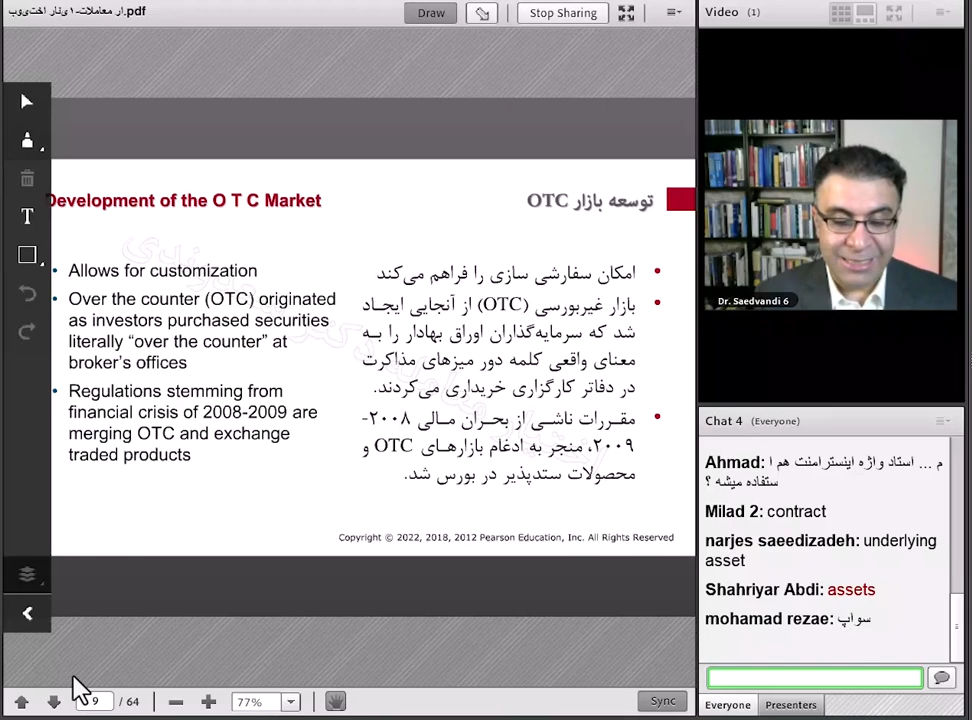 ار معاملات-۱ینار اختیوپ.pdf
Draw
Stop Sharing
Video (1)
Development of the O T C Market
توسعه بازار OTC
• Allows for customization
• Over the counter (OTC) originated
as investors purchased securities
literally “over the counter” at
broker’s offices
• Regulations stemming from
financial crisis of 2008-2009 are
merging OTC and exchange
traded products
• امکان سفارشی سازی را فراهم می‌کند
• بازار غیربورسی (OTC) از آنجایی ایجاد
شد که سرمایه‌گذاران اوراق بهادار را به
معنای واقعی کلمه دور میزهای مذاکرت
در دفاتر کارگزاری خریداری می‌کردند.
• مقررات ناشی از بحران مالی ۲۰۰۸-
۲۰۰۹، منجر به ادغام بازارهای OTC و
محصولات ستدپذیر در بورس شد.
Copyright © 2022, 2018, 2012 Pearson Education, Inc. All Rights Reserved
T
9 / 64
77%
Sync
Dr. Saedvandi 6
Chat 4 (Everyone)
Ahmad: م ... استاد واژه اینسترامنت هم ا
ستفاده میشه ؟
Milad 2: contract
narjes saeedizadeh: underlying
asset
Shahriyar Abdi: assets
mohamad rezae: سواپ
Everyone
Presenters